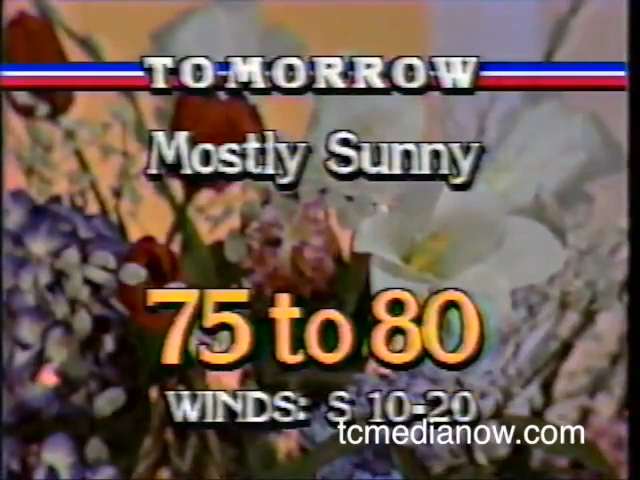 TOMORROW
Mostly Sunny
75 to 80
WINDS: S 10-20
tcmedianow.com